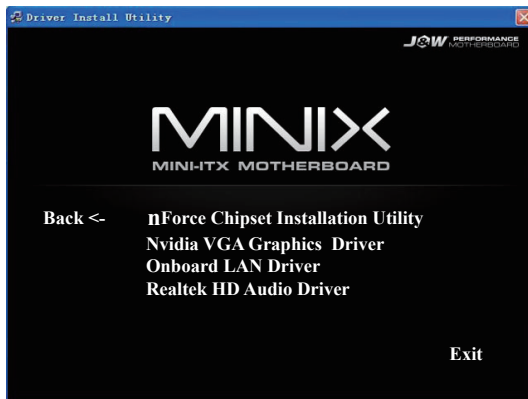 Driver Install Utility
JOW PERFORMANCE
MOTHERBOARD
MINIX
MINI-ITX MOTHERBOARD
Back <- nForce Chipset Installation Utility
Nvidia VGA Graphics Driver
Onboard LAN Driver
Realtek HD Audio Driver
Exit